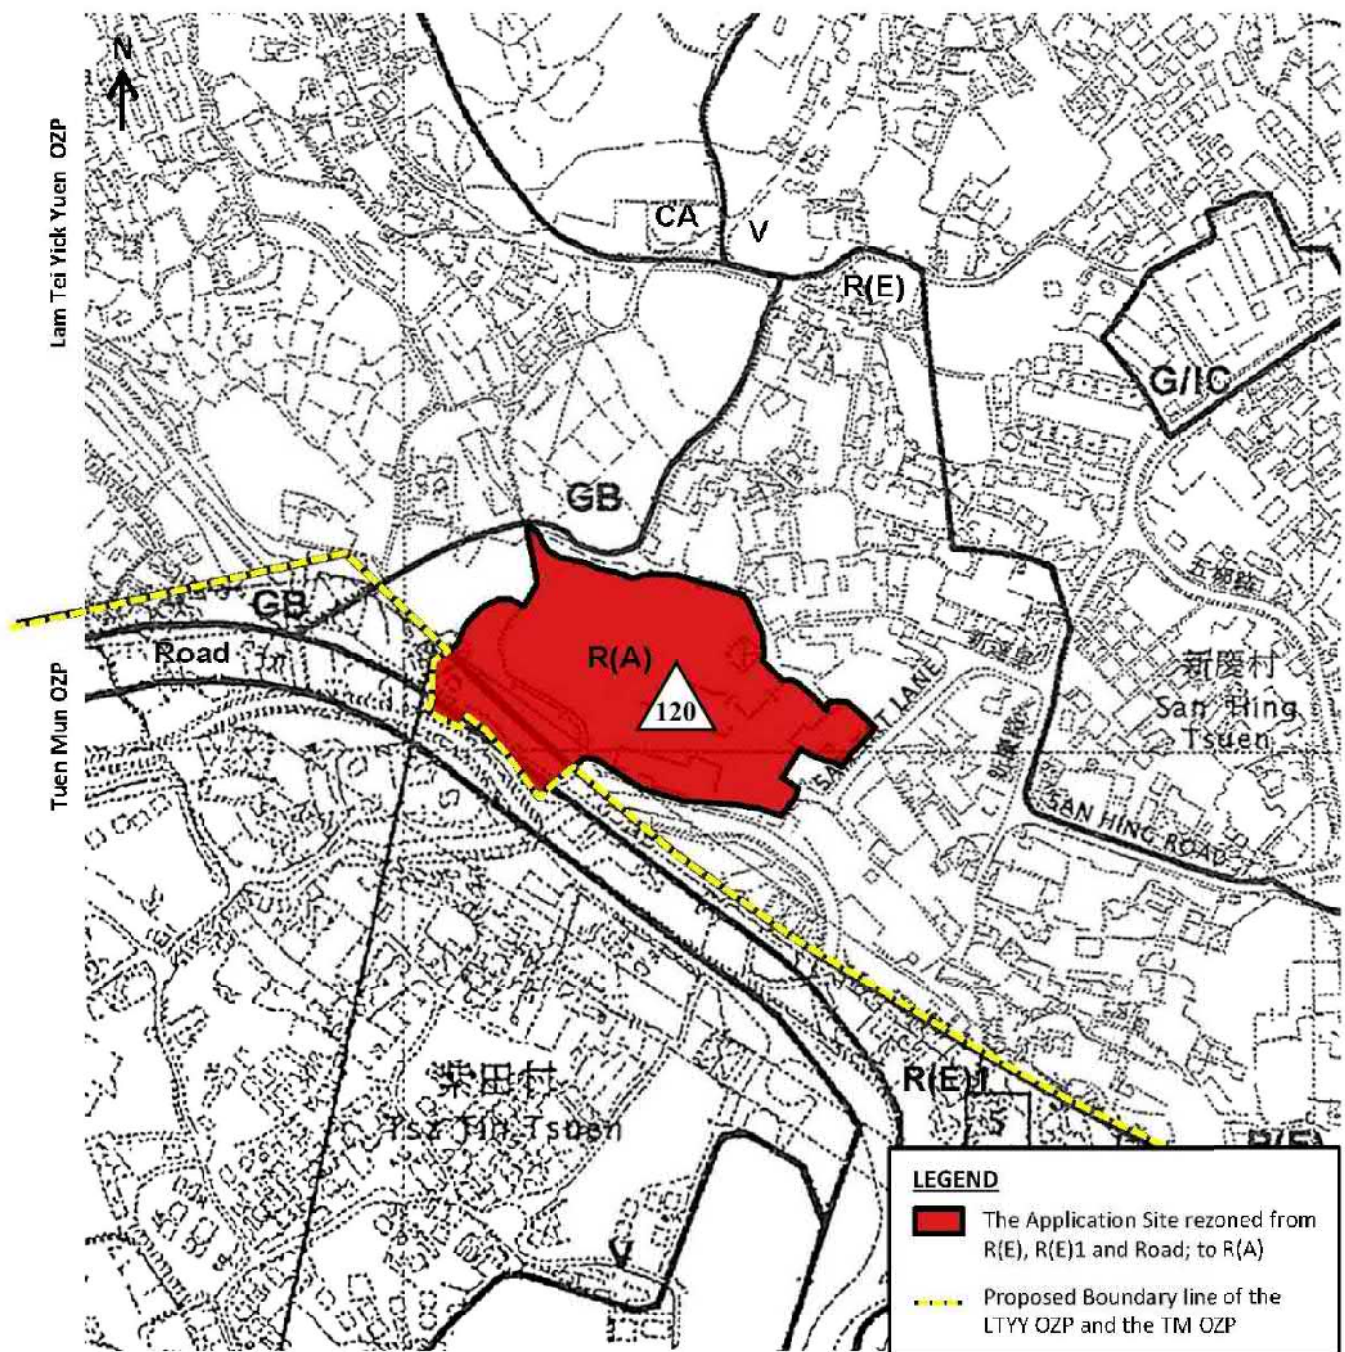 N
Lam Tei Yick Yuen OZP
CA
V
R(E)
G/IC
GB
GB
Road
R(A)
120
SAN HING ROAD
新慶村
San Hing
Tsuen
Tuen Mun OZP
紫田村
Tsz Tin Tsuen
R(E)1
S
V
LEGEND
The Application Site rezoned from
R(E), R(E)1 and Road; to R(A)
Proposed Boundary line of the
LTYY OZP and the TM OZP